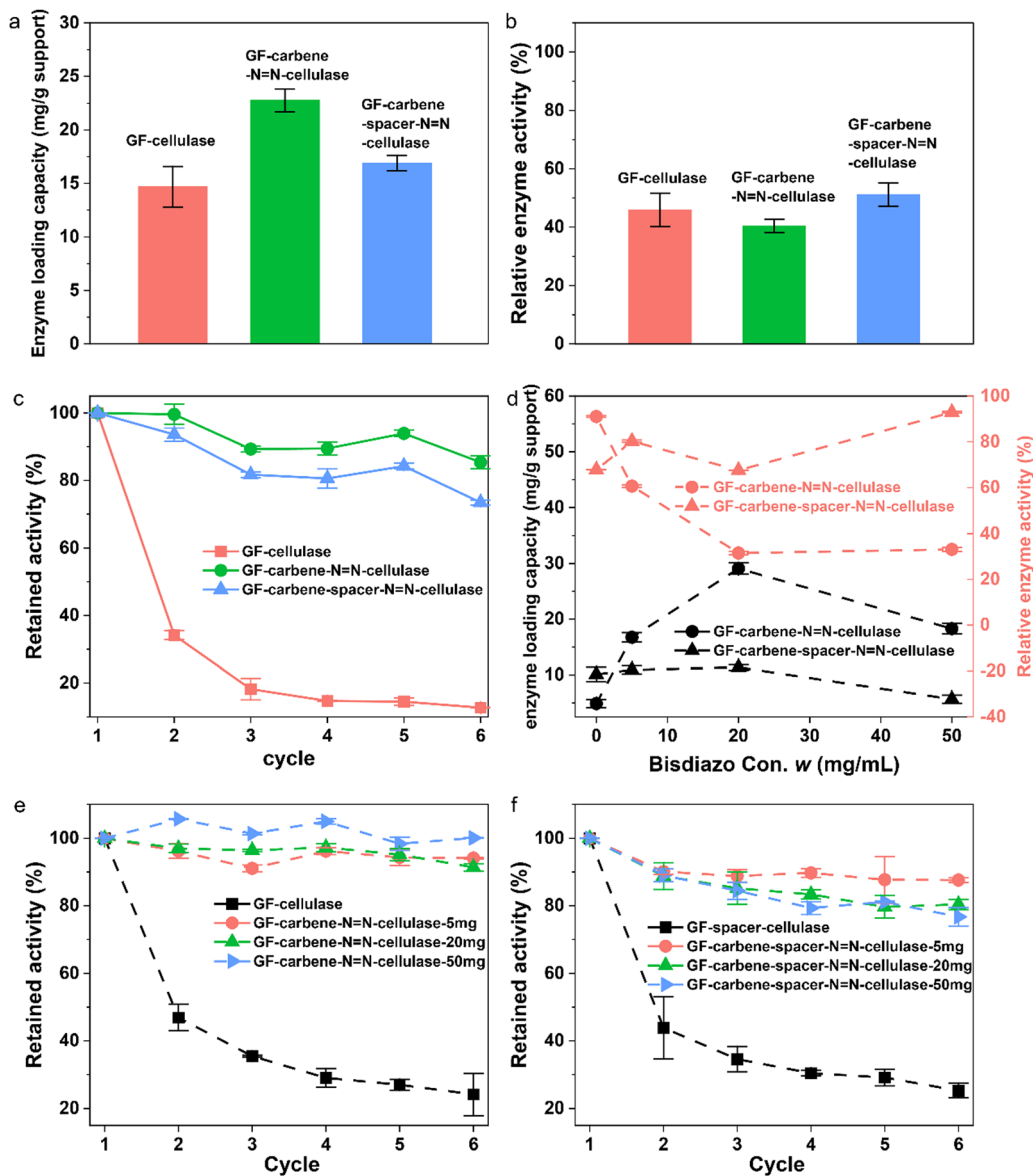 a
Enzyme loading capacity (mg/g support)
30
25
20
15
10
5
0
GF-cellulase
GF-carbene
-N=N-cellulase
GF-carbene
-spacer-N=N
-cellulase
b
Relative enzyme activity (%)
100
80
60
40
20
0
GF-cellulase
GF-carbene
-N=N-cellulase
GF-carbene
-spacer-N=N
-cellulase
c
Retained activity (%)
100
80
60
40
20
GF-cellulase
GF-carbene-N=N-cellulase
GF-carbene-spacer-N=N-cellulase
1 2 3 4 5 6
cycle
d
enzyme loading capacity (mg/g support)
60
50
40
30
20
10
GF-carbene-N=N-cellulase
GF-carbene-spacer-N=N-cellulase
GF-carbene-N=N-cellulase
GF-carbene-spacer-N=N-cellulase
100
80
60
40
20
0
-20
-40
Relative enzyme activity (%)
0 10 20 30 40 50
Bisdiazo Con. w (mg/mL)
e
Retained activity (%)
100
80
60
40
20
GF-cellulase
GF-carbene-N=N-cellulase-5mg
GF-carbene-N=N-cellulase-20mg
GF-carbene-N=N-cellulase-50mg
1 2 3 4 5 6
Cycle
f
Retained activity (%)
100
80
60
40
20
GF-spacer-cellulase
GF-carbene-spacer-N=N-cellulase-5mg
GF-carbene-spacer-N=N-cellulase-20mg
GF-carbene-spacer-N=N-cellulase-50mg
1 2 3 4 5 6
Cycle